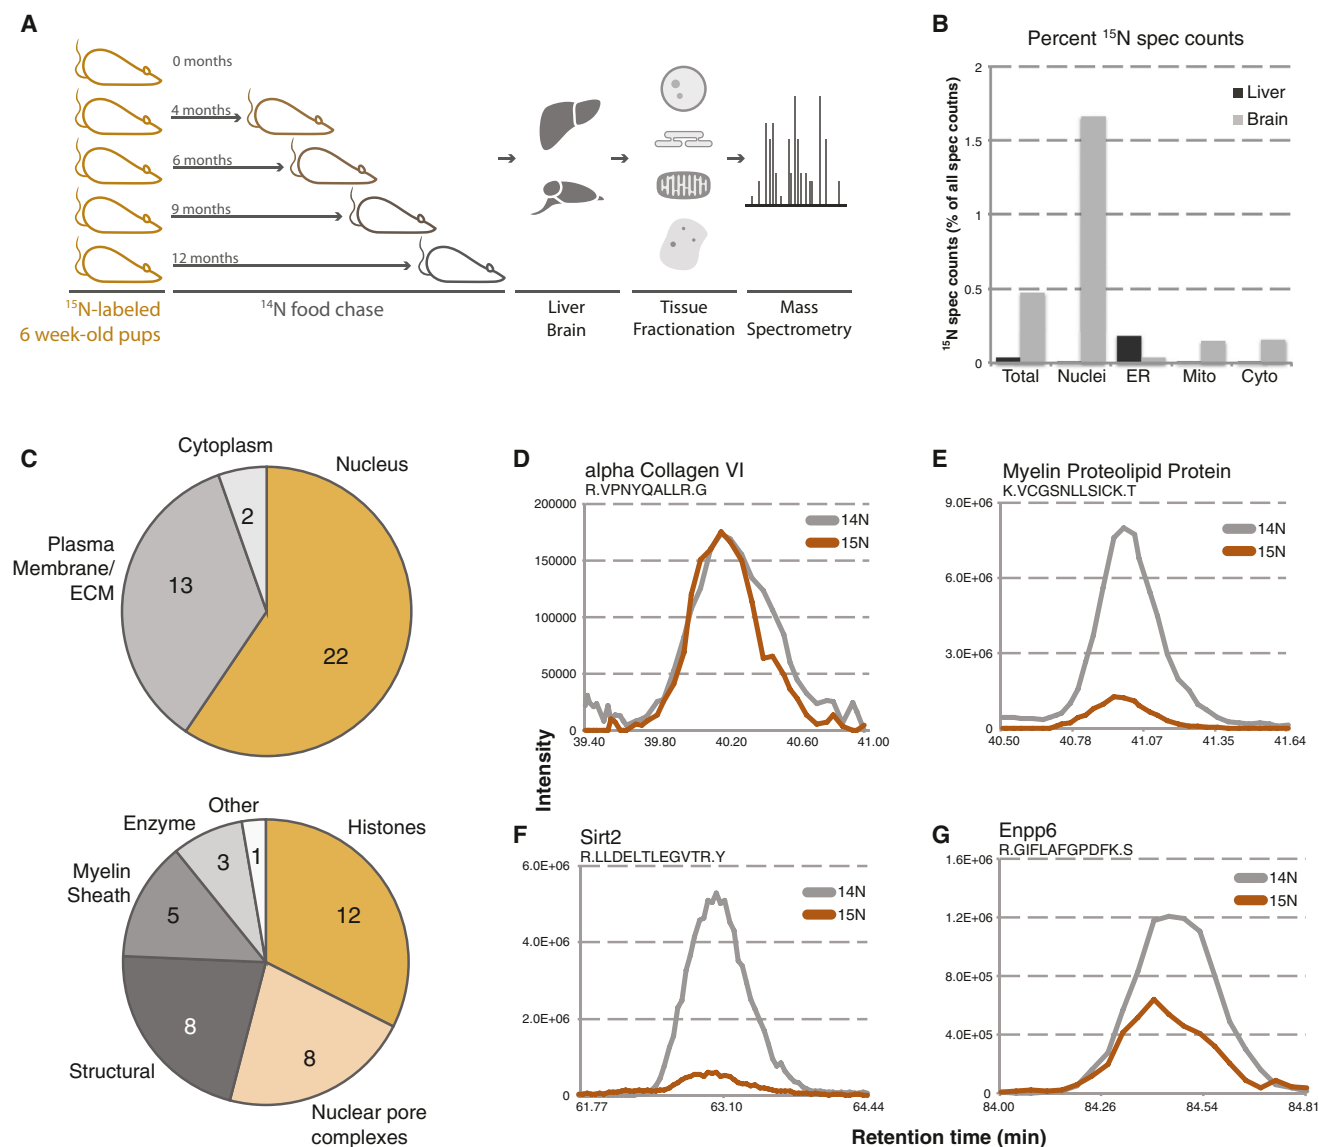 A
0 months
4 months
6 months
9 months
12 months
15N-labeled
6 week-old pups
14N food chase
Liver
Brain
Tissue
Fractionation
Mass
Spectrometry
B
Percent 15N spec counts
15N spec counts (% of all spec coutns)
2
1.5
1
0.5
0
Liver
Brain
Total
Nuclei
ER
Mito
Cyto
C
Cytoplasm
Nucleus
Plasma
Membrane/
ECM
2
13
22
Other
Enzyme
Histones
Myelin
Sheath
Structural
Nuclear pore
complexes
1
3
5
12
8
8
D
alpha Collagen VI
R.VPNYQALLR.G
200000
150000
100000
50000
0
14N
15N
39.40
39.80
40.20
40.60
41.00
E
Myelin Proteolipid Protein
K.VCGSNLLSICK.T
9.0E+06
6.0E+06
3.0E+06
0
14N
15N
40.50
40.78
41.07
41.35
41.64
Intensity
F
Sirt2
R.LLDELTLEGVTR.Y
6.0E+06
4.0E+06
2.0E+06
0
14N
15N
61.77
63.10
64.44
G
Enpp6
R.GIFLAFGPDFK.S
1.6E+06
1.2E+06
8.0E+05
4.0E+05
0
14N
15N
84.00
84.26
84.54
84.81
Retention time (min)